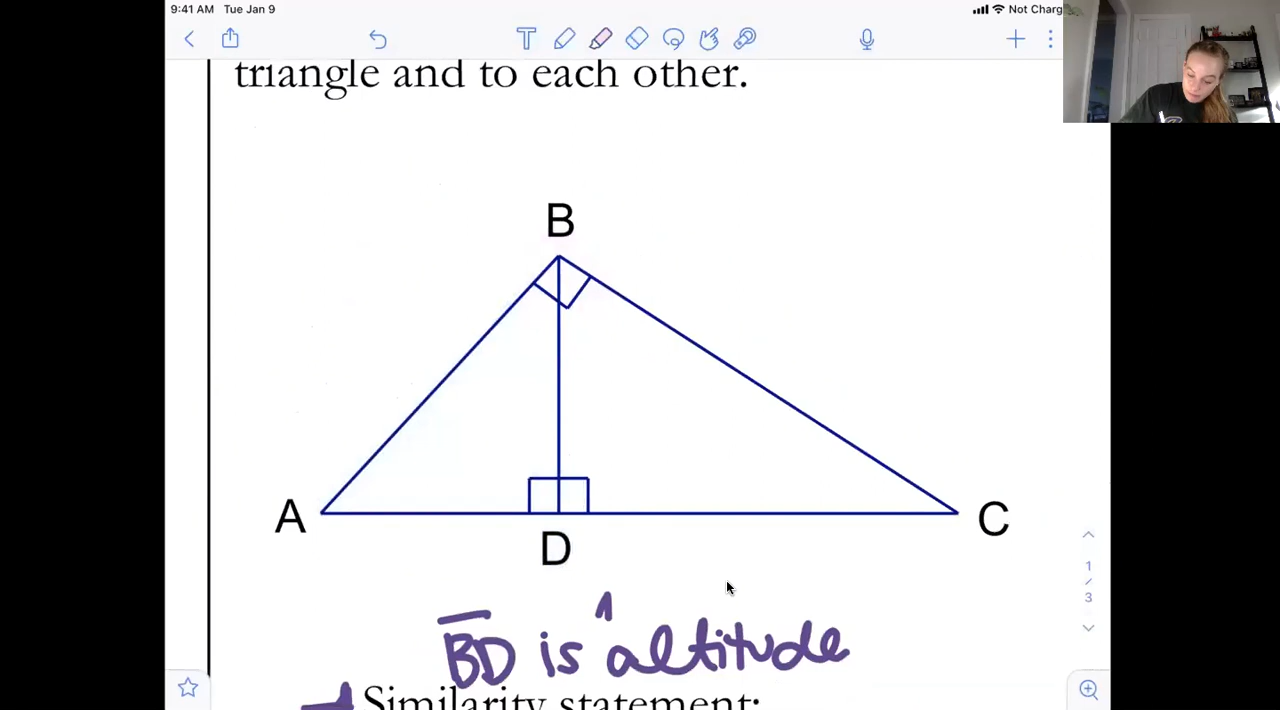 9:41 AM Tue Jan 9
Not Charg
triangle and to each other.
B
A
C
D
1
/
3
BD is altitude
Similarity statement: